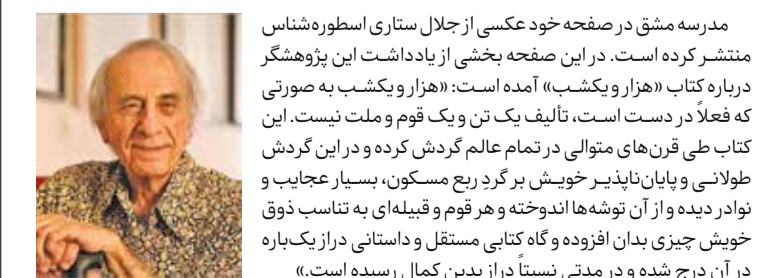 مدرسه مشق در صفحه خود عکسی از جلال ستاری اسطوره‌شناس
منتشر کرده است. در این صفحه بخشی از یادداشت این پژوهشگر
درباره کتاب «هزار و یکشب» آمده است: «هزار و یکشب به صورتی
که فعلاً در دست است، تألیف یک تن و یک قوم و ملت نیست. این
کتاب طی قرن‌های متوالی در تمام عالم گردش کرده و در این گردش
طولانی و پایان‌ناپذیر خویش بر گردِ ربع مسکون، بسیار عجایب و
نوادر دیده و از آن توشه‌ها اندوخته و هر قوم و قبیله‌ای به تناسب ذوق
خویش چیزی بدان افزوده و گاه کتابی مستقل و داستانی دراز یک‌باره
در آن درج شده و در مدتی نسبتاً دراز بدین کمال رسیده است.»